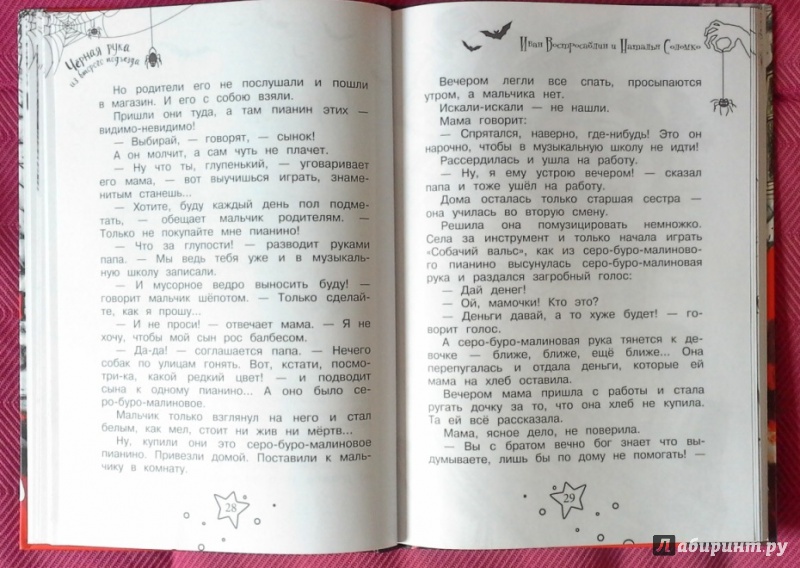 Черная рука
из второго подъезда
Но родители его не послушали и пошли
в магазин. И его с собою взяли.
Пришли они туда, а там пианин этих —
видимо-невидимо!
— Выбирай, — говорят, — сынок!
А он молчит, а сам чуть не плачет.
— Ну что ты, глупенький, — уговаривает
его мама, — вот выучишься играть, знаме-
нитым станешь...
— Хотите, буду каждый день пол подме-
тать, — обещает мальчик родителям. —
Только не покупайте мне пианино!
— Что за глупости! — разводит руками
папа. — Мы ведь тебя уже и в музыкаль-
ную школу записали.
— И мусорное ведро выносить буду! —
говорит мальчик шёпотом. — Только сделай-
те, как я прошу...
— И не проси! — отвечает мама. — Я не
хочу, чтобы мой сын рос балбесом.
— Да-да! — соглашается папа. — Нечего
собак по улицам гонять. Вот, кстати, посмо-
три-ка, какой редкий цвет! — и подводит
сына к одному пианино... А оно было се-
ро-буро-малиновое.
Мальчик только взглянул на него и стал
белым, как мел, стоит ни жив ни мёртв...
Ну, купили они это серо-буро-малиновое
пианино. Привезли домой. Поставили к маль-
чику в комнату.
28
Иван Востросаблин и Наталья Соломко
Вечером легли все спать, просыпаются
утром, а мальчика нет.
Искали-искали — не нашли.
Мама говорит:
— Спрятался, наверно, где-нибудь! Это он
нарочно, чтобы в музыкальную школу не идти!
Рассердилась и ушла на работу.
— Ну, я ему устрою вечером! — сказал
папа и тоже ушёл на работу.
Дома осталась только старшая сестра —
она училась во вторую смену.
Решила она помузицировать немножко.
Села за инструмент и только начала играть
«Собачий вальс», как из серо-буро-малиново-
го пианино высунулась серо-буро-малиновая
рука и раздался загробный голос:
— Дай денег!
— Ой, мамочки! Кто это?
— Деньги давай, а то хуже будет! — го-
ворит голос.
А серо-буро-малиновая рука тянется к де-
вочке — ближе, ближе, ещё ближе... Она
перепугалась и отдала деньги, которые ей
мама на хлеб оставила.
Вечером мама пришла с работы и стала
ругать дочку за то, что она хлеб не купила.
Та ей всё рассказала.
Мама, ясное дело, не поверила.
— Вы с братом вечно бог знает что вы-
думываете, лишь бы по дому не помогать! —
29
Лабиринт.ру